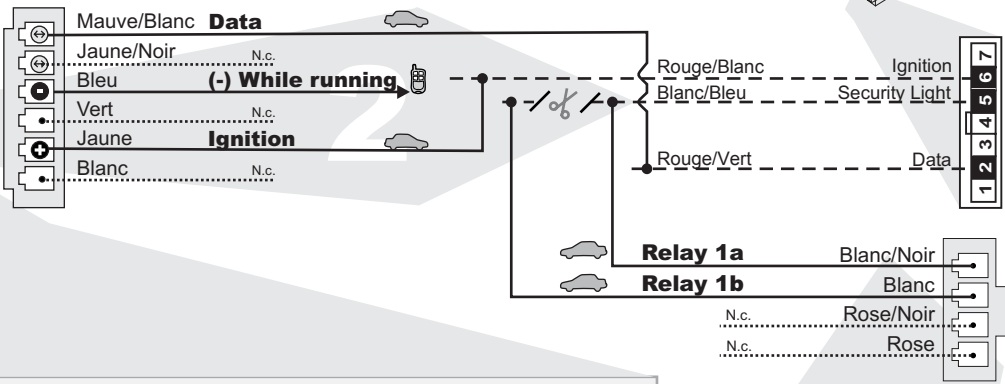 Mauve/Blanc Data
Jaune/Noir N.c.
Bleu (-) While running
Vert N.c.
Jaune Ignition
Blanc N.c.
2
Rouge/Blanc Ignition
Blanc/Bleu Security Light
Rouge/Vert Data
7
6
5
4
3
2
1
Relay 1a Blanc/Noir
Relay 1b Blanc
N.c. Rose/Noir
N.c. Rose